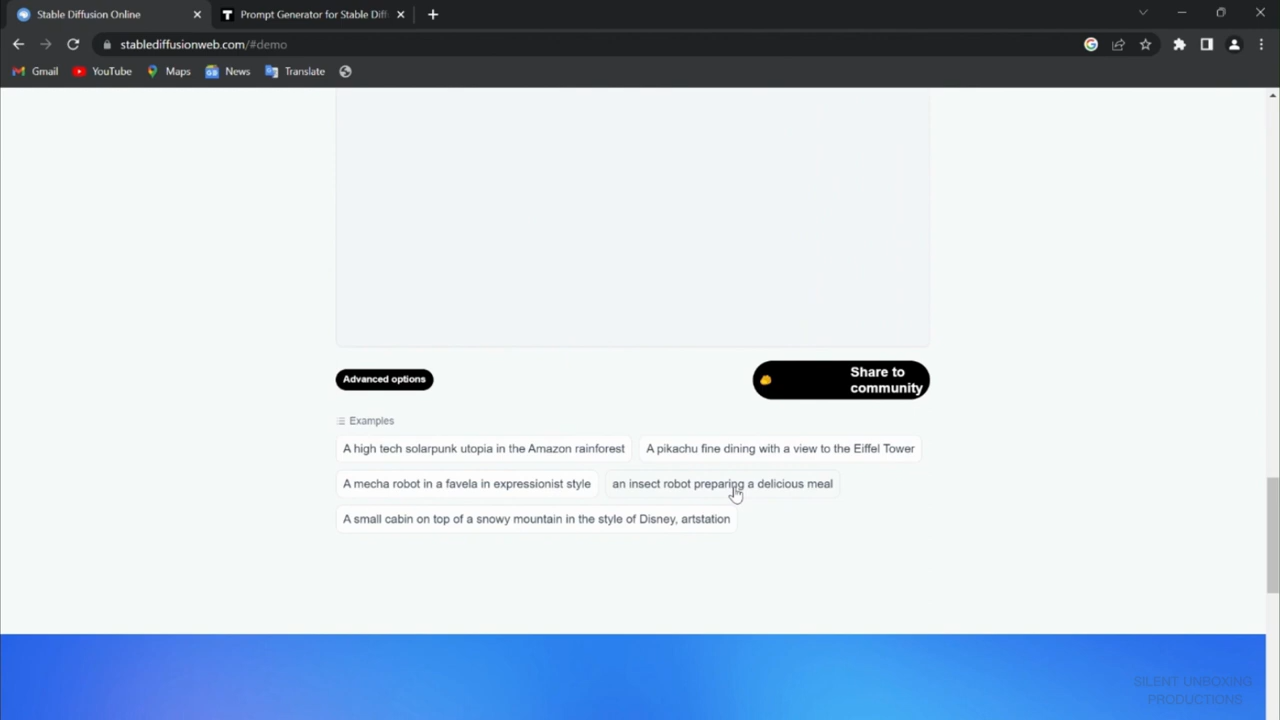 Stable Diffusion Online
Prompt Generator for Stable Diff
stablediffusionweb.com/#demo
Gmail YouTube Maps News Translate
Advanced options
Share to
community
Examples
A high tech solarpunk utopia in the Amazon rainforest
A pikachu fine dining with a view to the Eiffel Tower
A mecha robot in a favela in expressionist style
an insect robot preparing a delicious meal
A small cabin on top of a snowy mountain in the style of Disney, artstation
SILENT UNBOXING
PRODUCTIONS